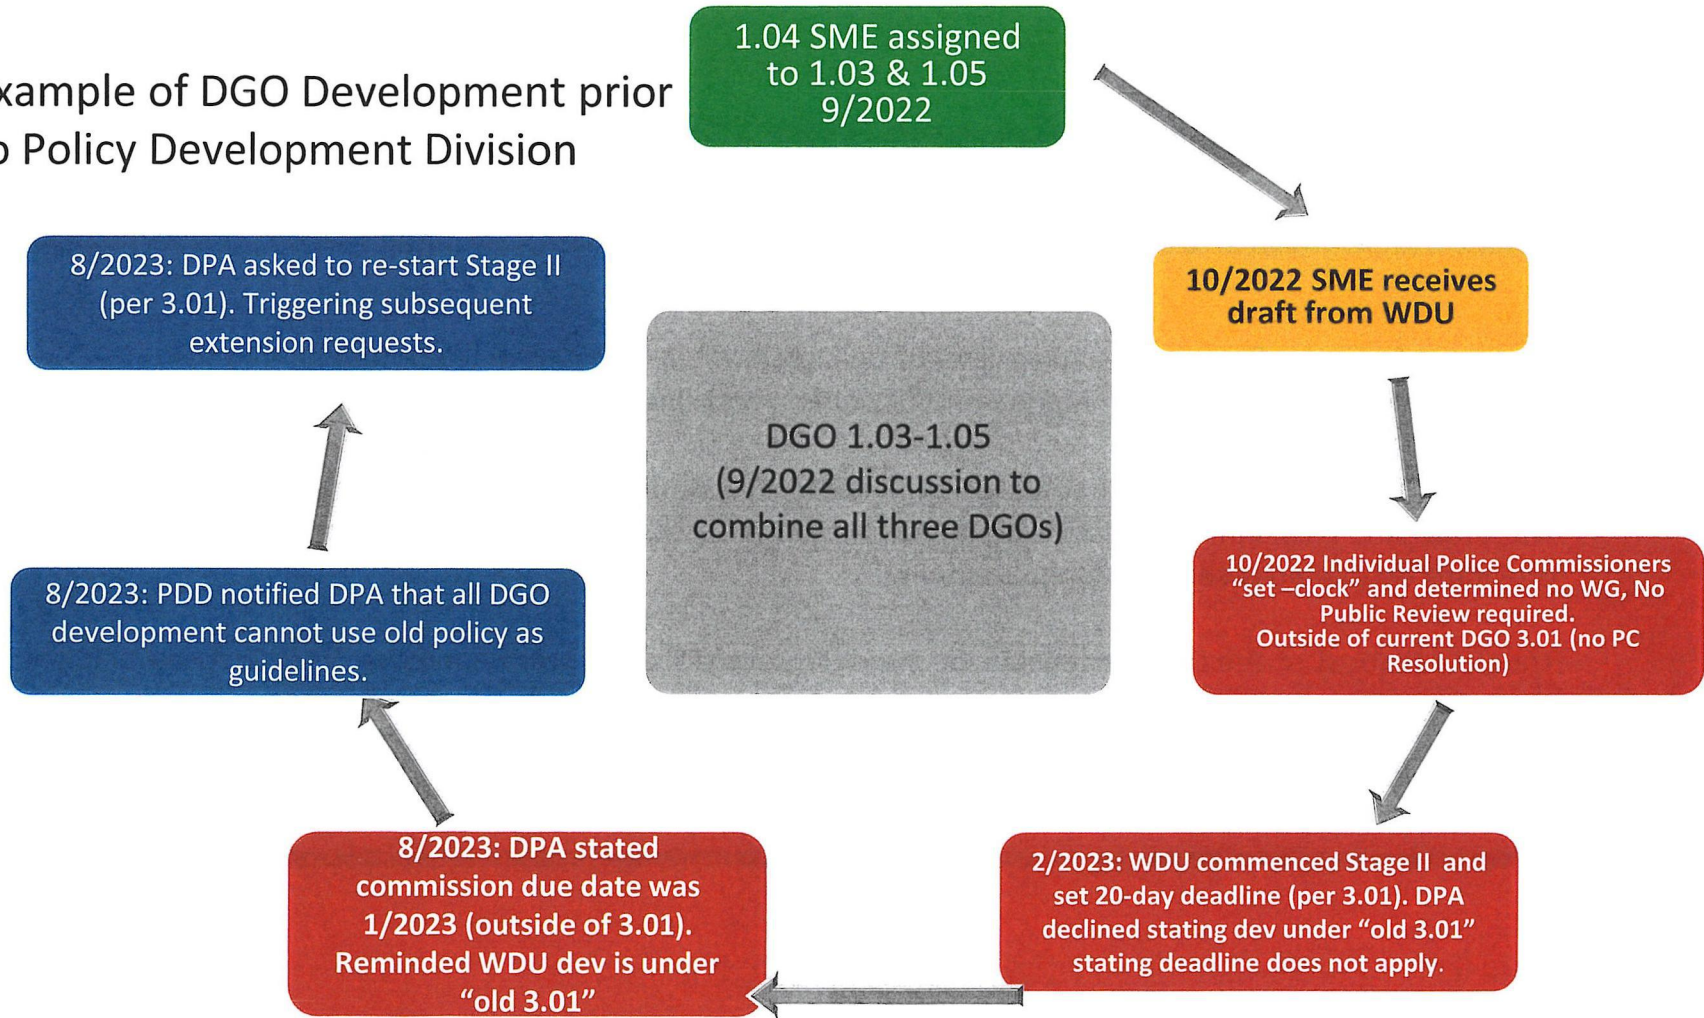 xample of DGO Development prior
o Policy Development Division
1.04 SME assigned
to 1.03 & 1.05
9/2022
10/2022 SME receives
draft from WDU
10/2022 Individual Police Commissioners
“set –clock” and determined no WG, No
Public Review required.
Outside of current DGO 3.01 (no PC
Resolution)
2/2023: WDU commenced Stage II and
set 20-day deadline (per 3.01). DPA
declined stating dev under “old 3.01”
stating deadline does not apply.
8/2023: DPA stated
commission due date was
1/2023 (outside of 3.01).
Reminded WDU dev is under
“old 3.01”
8/2023: PDD notified DPA that all DGO
development cannot use old policy as
guidelines.
8/2023: DPA asked to re-start Stage II
(per 3.01). Triggering subsequent
extension requests.
DGO 1.03-1.05
(9/2022 discussion to
combine all three DGOs)